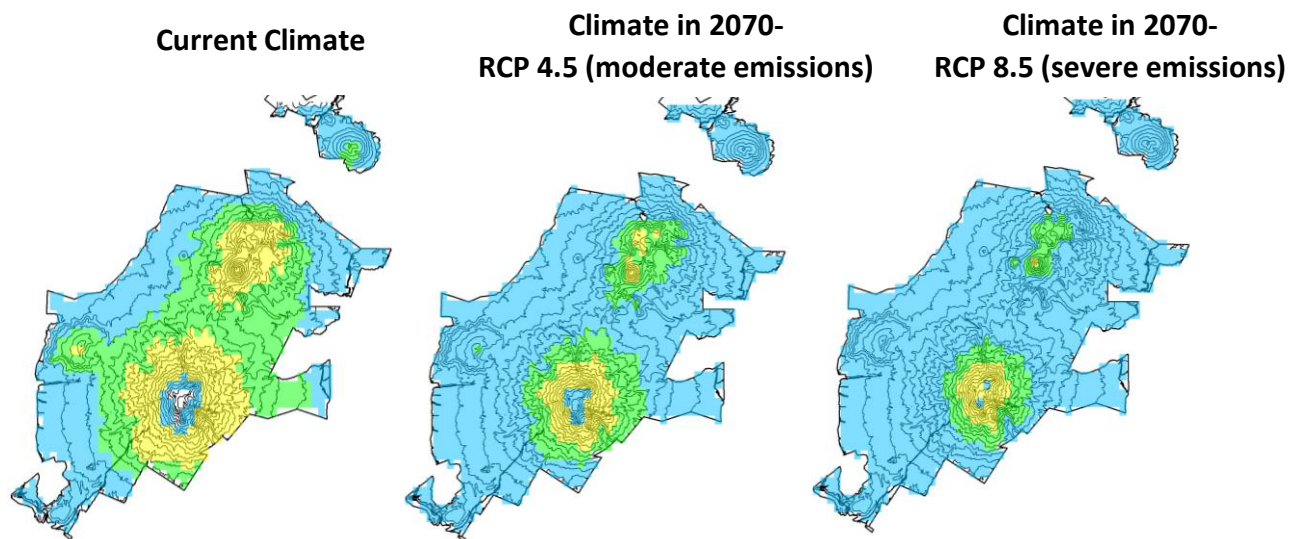 Current Climate
Climate in 2070-
RCP 4.5 (moderate emissions)
Climate in 2070-
RCP 8.5 (severe emissions)